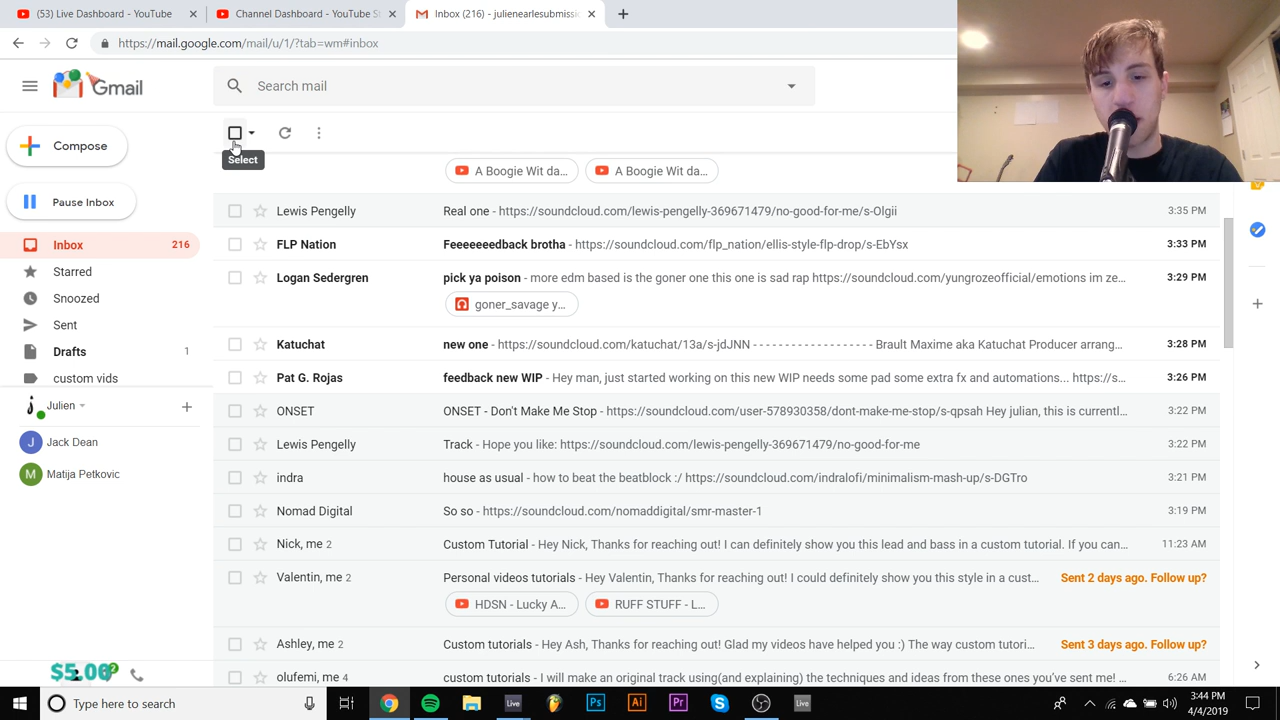 (53) Live Dashboard - YouTube
Channel Dashboard - YouTube S
Inbox (216) - julienearlesubmissi
https://mail.google.com/mail/u/1/?tab=wm#inbox
Gmail
Search mail
Compose
Select
Pause Inbox
A Boogie Wit da...
A Boogie Wit da...
Lewis Pengelly Real one - https://soundcloud.com/lewis-pengelly-369671479/no-good-for-me/s-Olgii 3:35 PM
FLP Nation Feeeeeeedback brotha - https://soundcloud.com/flp_nation/ellis-style-flp-drop/s-EbYsx 3:33 PM
Inbox 216
Starred
Logan Sedergren pick ya poison - more edm based is the goner one this one is sad rap https://soundcloud.com/yungrozeofficial/emotions im ze... 3:29 PM
Snoozed
goner_savage y...
Sent
Katuchat new one - https://soundcloud.com/katuchat/13a/s-jdJNN - - - - - - - - - - - - - - - - - - - Brault Maxime aka Katuchat Producer arrang... 3:28 PM
Drafts 1
custom vids
Pat G. Rojas feedback new WIP - Hey man, just started working on this new WIP needs some pad some extra fx and automations... https://s... 3:26 PM
Julien
ONSET ONSET - Don't Make Me Stop - https://soundcloud.com/user-578930358/dont-make-me-stop/s-qpsah Hey julian, this is currentl... 3:22 PM
J Jack Dean
Lewis Pengelly Track - Hope you like: https://soundcloud.com/lewis-pengelly-369671479/no-good-for-me 3:22 PM
M Matija Petkovic
indra house as usual - how to beat the beatblock :/ https://soundcloud.com/indralofi/minimalism-mash-up/s-DGTro 3:21 PM
Nomad Digital So so - https://soundcloud.com/nomaddigital/smr-master-1 3:19 PM
Nick, me 2 Custom Tutorial - Hey Nick, Thanks for reaching out! I can definitely show you this lead and bass in a custom tutorial. If you can... 11:23 AM
Valentin, me 2 Personal videos tutorials - Hey Valentin, Thanks for reaching out! I could definitely show you this style in a cust... Sent 2 days ago. Follow up?
HDSN - Lucky A...
RUFF STUFF - L...
Ashley, me 2 Custom tutorials - Hey Ash, Thanks for reaching out! Glad my videos have helped you :) The way custom tutori... Sent 3 days ago. Follow up?
olufemi, me 4 custom tutorials - I will make an original track using(and explaining) the techniques and ideas from these ones you've sent me! ... 6:26 AM
$5.00
2
Type here to search
Live
Ps
Ai
Pr
Live
3:44 PM
4/4/2019